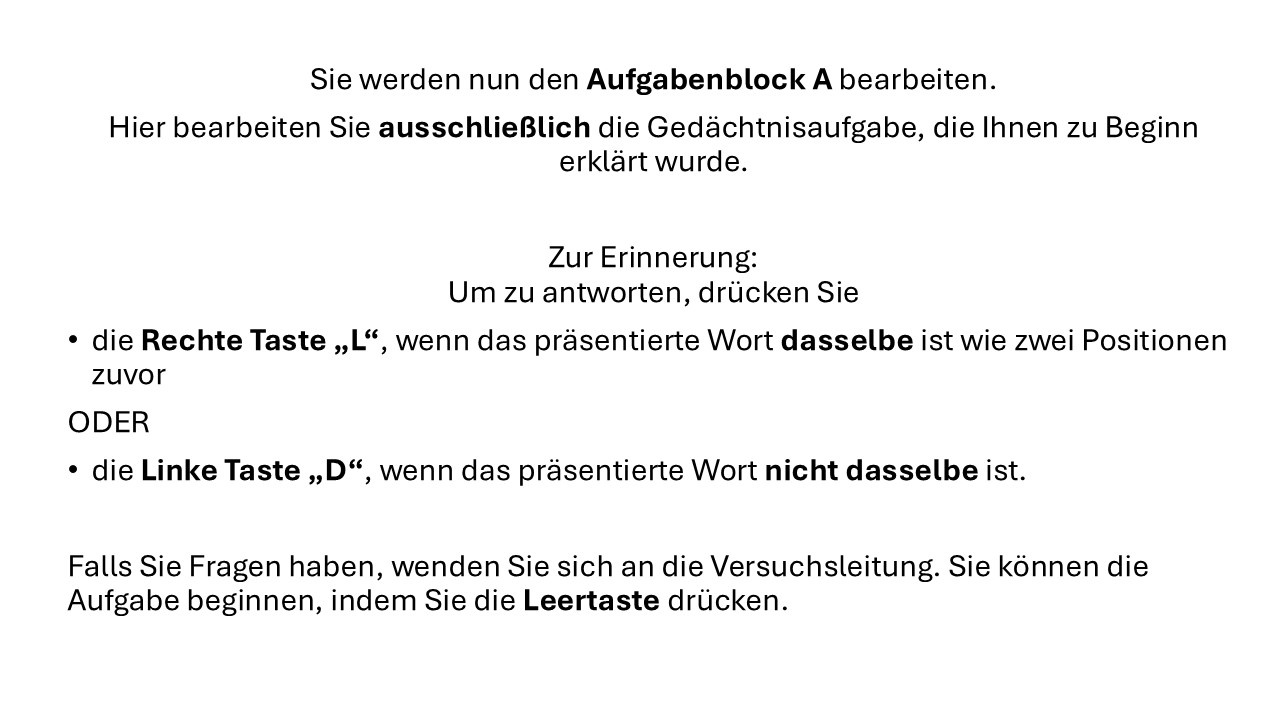 Sie werden nun den Aufgabenblock A bearbeiten.
Hier bearbeiten Sie ausschließlich die Gedächtnisaufgabe, die Ihnen zu Beginn
erklärt wurde.
Zur Erinnerung:
Um zu antworten, drücken Sie
• die Rechte Taste „L“, wenn das präsentierte Wort dasselbe ist wie zwei Positionen
zuvor
ODER
• die Linke Taste „D“, wenn das präsentierte Wort nicht dasselbe ist.
Falls Sie Fragen haben, wenden Sie sich an die Versuchsleitung. Sie können die
Aufgabe beginnen, indem Sie die Leertaste drücken.